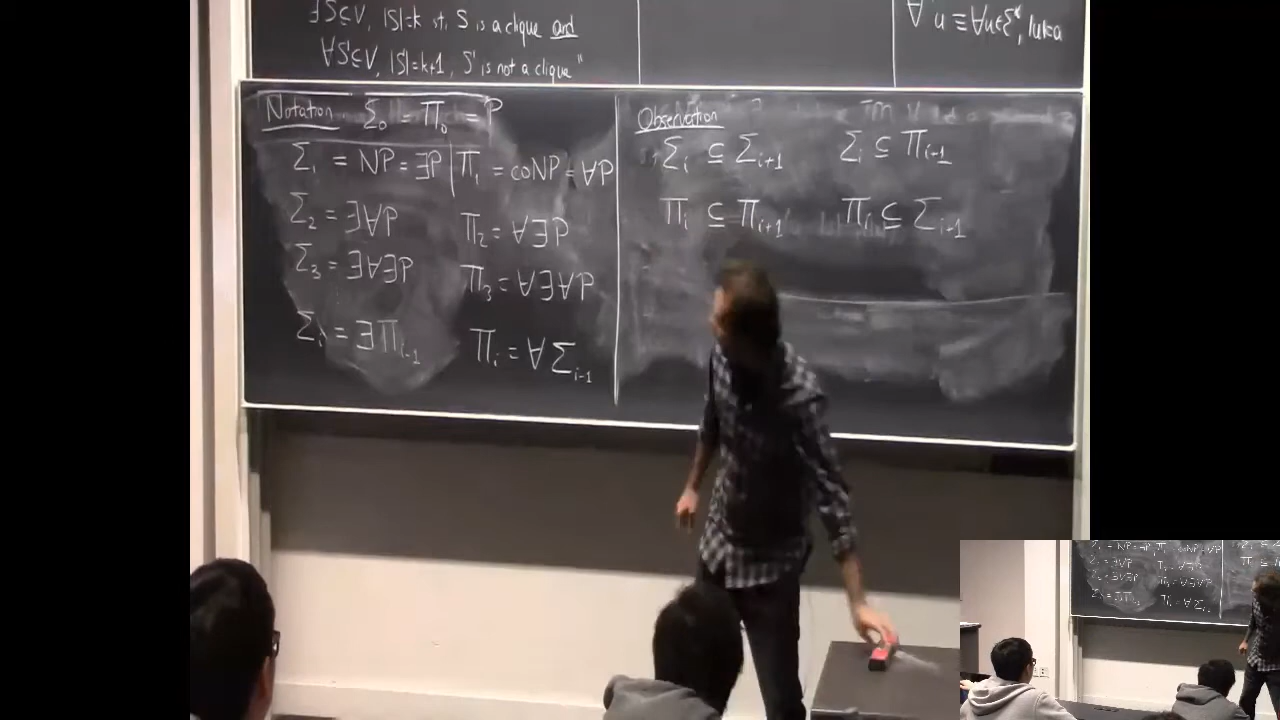 ∃S⊆V, |S|=k st. S is a clique and
∀S'⊆V, |S'|=k+1, S' is not a clique"
∀ u ≡ ∀u∈Σ*, |u|≤
Notation Σ₀ = Π₀ = P
Σ₁ = NP = ∃P
Π₁ = coNP = ∀P
Σ₂ = ∃∀P
Π₂ = ∀∃P
Σ₃ = ∃∀∃P
Π₃ = ∀∃∀P
Σᵢ = ∃Πᵢ₋₁
Πᵢ = ∀Σᵢ₋₁
Observation
Σᵢ ⊆ Σᵢ₊₁ Σᵢ ⊆ Πᵢ₊₁
Πᵢ ⊆ Πᵢ₊₁ Πᵢ ⊆ Σᵢ₊₁